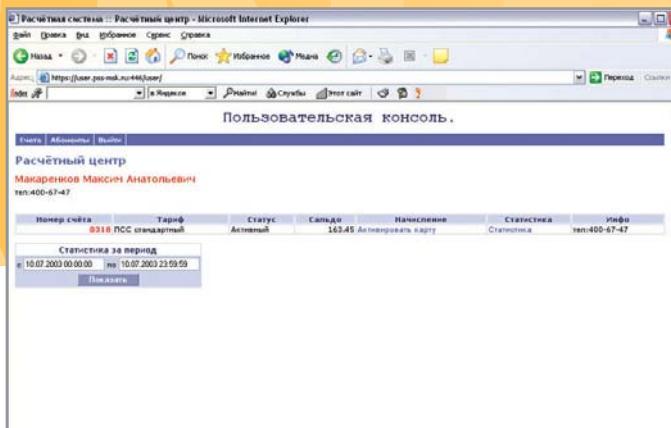 Расчётная система :: Расчётный центр - Microsoft Internet Explorer
Файл Правка Вид Избранное Сервис Справка
Назад Поиск Избранное Медиа
Адрес: https://user.pss-msk.ru:446/user/ Переход Ссылки
Яndex в Яндексе Найти! Службы Этот сайт
Пользовательская консоль.
Счета Абоненты Выйти
Расчётный центр
Макаренков Максим Анатольевич
тел:400-67-47
Номер счёта Тариф Статус Сальдо Начисление Статистика Инфо
0318 ПСС стандартный Активный 163.45 Активировать карту Статистика тел:400-67-47
Статистика за период
с 10.07.2003 00:00:00 по 10.07.2003 23:59:59
Показать